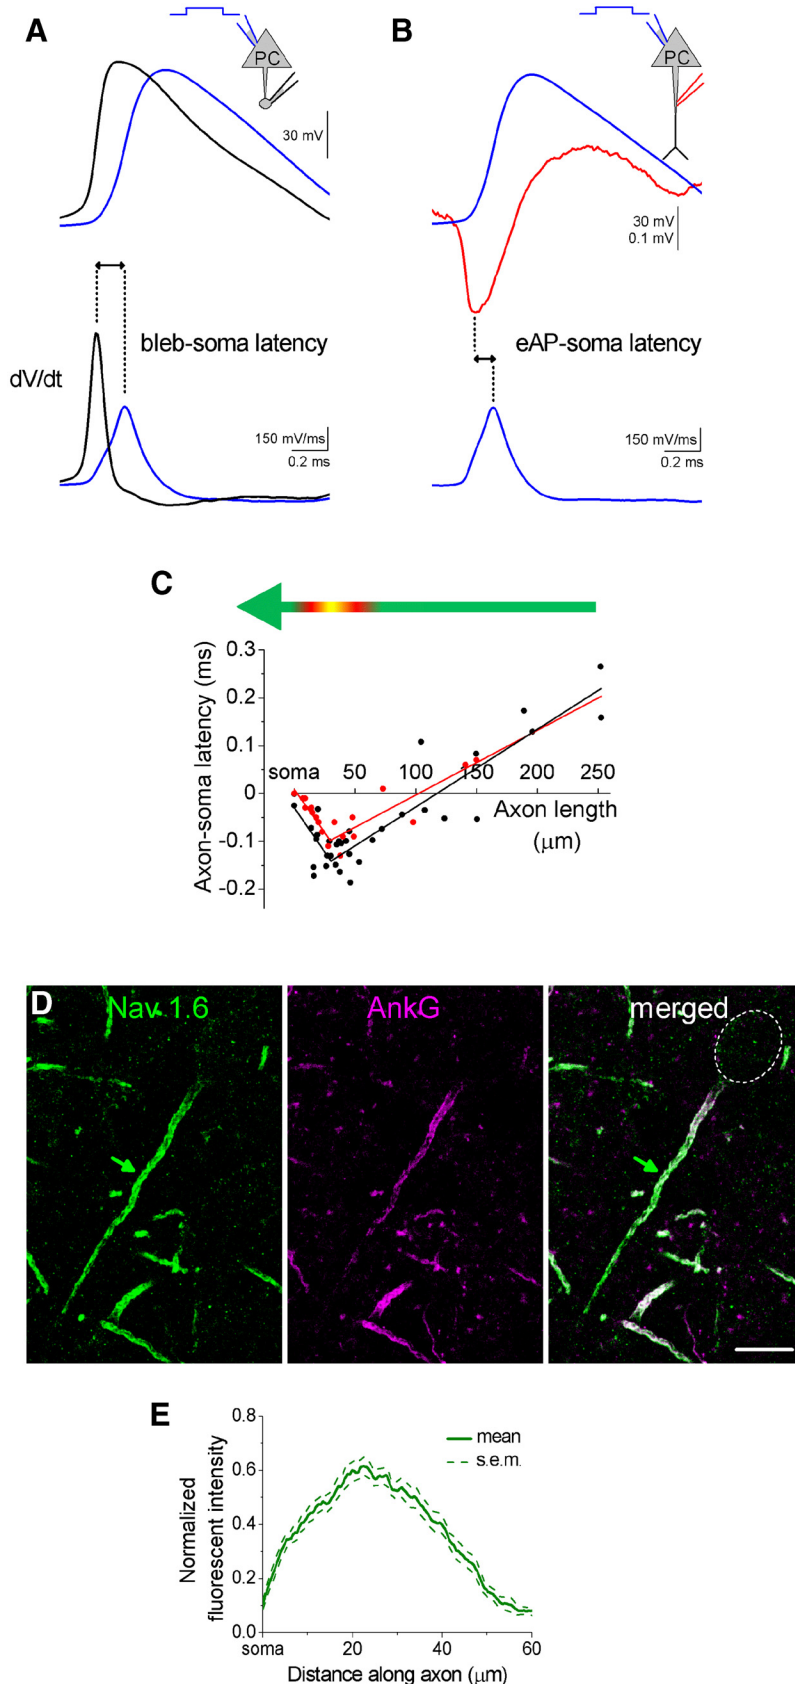 A
PC
30 mV
bleb-soma latency
dV/dt
150 mV/ms
0.2 ms
B
PC
30 mV
0.1 mV
eAP-soma latency
150 mV/ms
0.2 ms
C
Axon-soma latency (ms)
0.3
0.2
0.1
0
-0.1
-0.2
soma
50
100
150
200
250
Axon length
(µm)
D
Nav 1.6
AnkG
merged
E
Normalized
fluorescent intensity
0.8
0.6
0.4
0.2
0.0
mean
s.e.m.
soma
20
40
60
Distance along axon (µm)